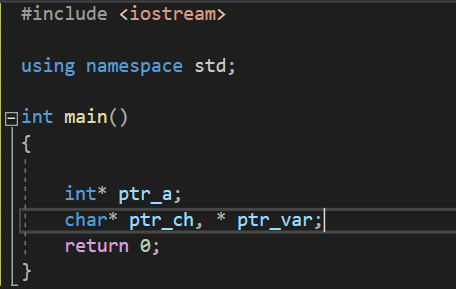 #include <iostream>
using namespace std;
int main()
{
int* ptr_a;
char* ptr_ch, * ptr_var;
return 0;
}